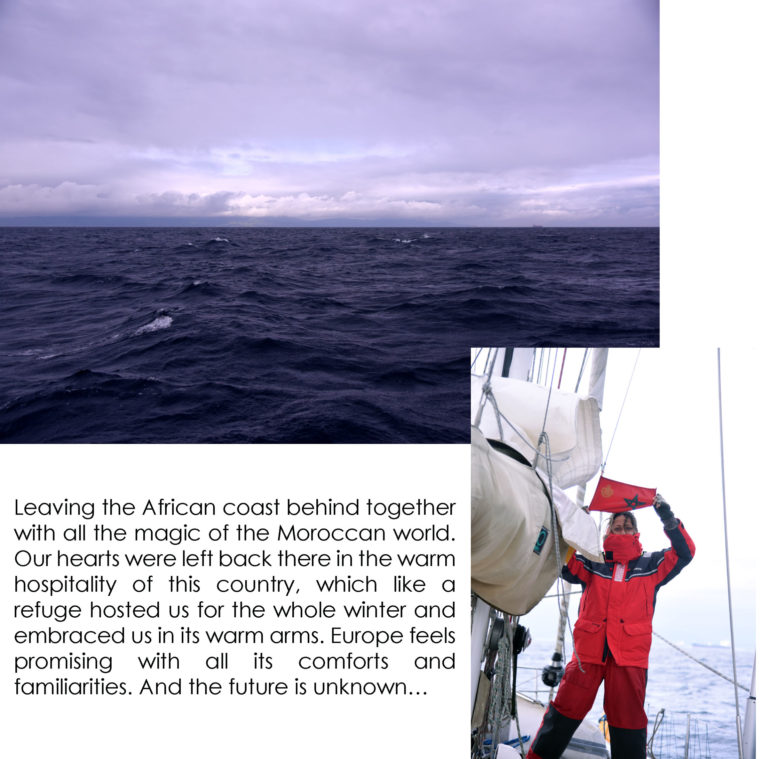 Leaving the African coast behind together
with all the magic of the Moroccan world.
Our hearts were left back there in the warm
hospitality of this country, which like a
refuge hosted us for the whole winter and
embraced us in its warm arms. Europe feels
promising with all its comforts and
familiarities. And the future is unknown…